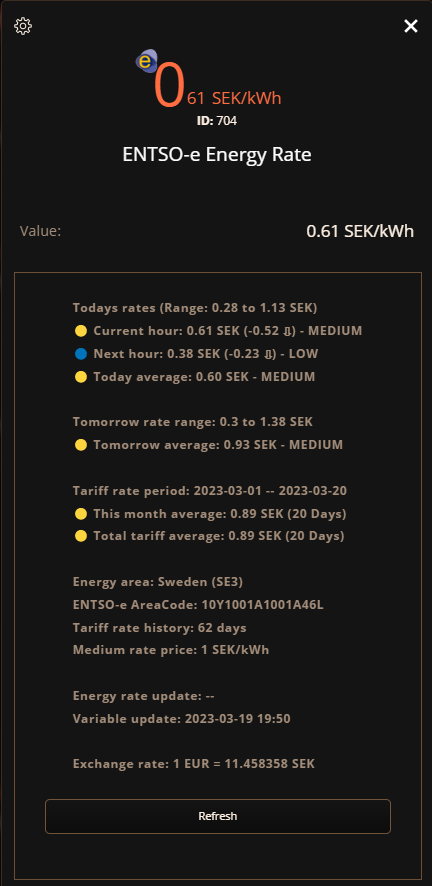 e
0 61 SEK/kWh
ID: 704
ENTSO-e Energy Rate
Value: 0.61 SEK/kWh
Todays rates (Range: 0.28 to 1.13 SEK)
Current hour: 0.61 SEK (-0.52 ⇩) - MEDIUM
Next hour: 0.38 SEK (-0.23 ⇩) - LOW
Today average: 0.60 SEK - MEDIUM
Tomorrow rate range: 0.3 to 1.38 SEK
Tomorrow average: 0.93 SEK - MEDIUM
Tariff rate period: 2023-03-01 -- 2023-03-20
This month average: 0.89 SEK (20 Days)
Total tariff average: 0.89 SEK (20 Days)
Energy area: Sweden (SE3)
ENTSO-e AreaCode: 10Y1001A1001A46L
Tariff rate history: 62 days
Medium rate price: 1 SEK/kWh
Energy rate update: --
Variable update: 2023-03-19 19:50
Exchange rate: 1 EUR = 11.458358 SEK
Refresh